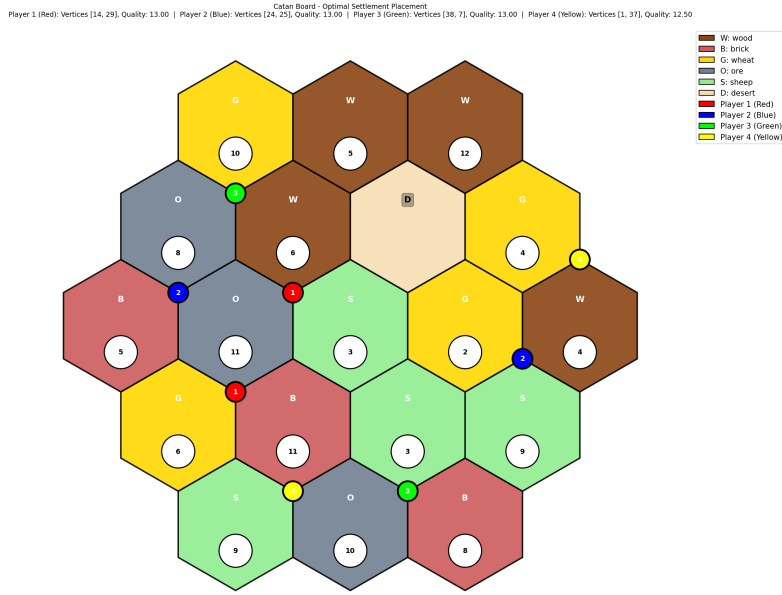 Catan Board - Optimal Settlement Placement
Player 1 (Red): Vertices [14, 29], Quality: 13.00 | Player 2 (Blue): Vertices [24, 25], Quality: 13.00 | Player 3 (Green): Vertices [38, 7], Quality: 13.00 | Player 4 (Yellow): Vertices [1, 37], Quality: 12.50
W: wood
B: brick
G: wheat
O: ore
S: sheep
D: desert
Player 1 (Red)
Player 2 (Blue)
Player 3 (Green)
Player 4 (Yellow)
G W W
10 5 12
3
O W D G
8 6 4
4
2 1
B O S G W
5 11 3 2 4
2
1
G B S S
6 11 3 9
4 3
S O B
9 10 8